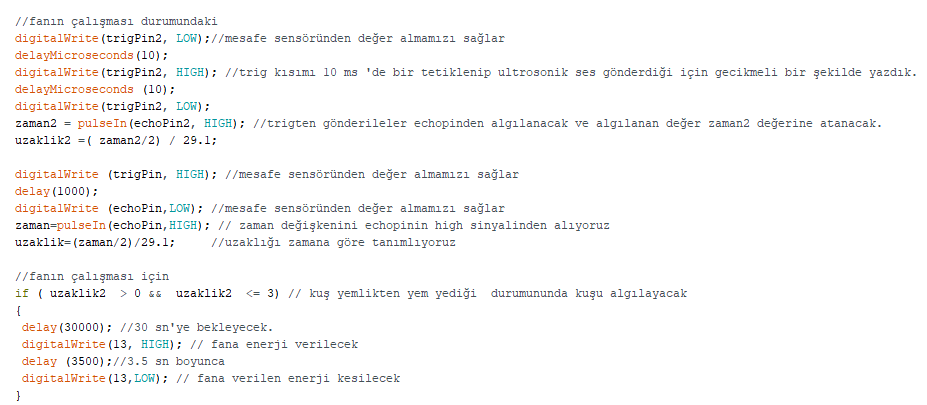 //fanın çalışması durumundaki
digitalWrite(trigPin2, LOW);//mesafe sensöründen değer almamızı sağlar
delayMicroseconds(10);
digitalWrite(trigPin2, HIGH); //trig kısımı 10 ms 'de bir tetiklenip ultrosonik ses gönderdiği için gecikmeli bir şekilde yazdık.
delayMicroseconds (10);
digitalWrite(trigPin2, LOW);
zaman2 = pulseIn(echoPin2, HIGH); //trigten gönderileler echopinden algılanacak ve algılanan değer zaman2 değerine atanacak.
uzaklik2 =( zaman2/2) / 29.1;
digitalWrite (trigPin, HIGH); //mesafe sensöründen değer almamızı sağlar
delay(1000);
digitalWrite (echoPin,LOW); //mesafe sensöründen değer almamızı sağlar
zaman=pulseIn(echoPin,HIGH); // zaman değişkenini echopinin high sinyalinden alıyoruz
uzaklik=(zaman/2)/29.1;     //uzaklığı zamana göre tanımlıyoruz
//fanın çalışması için
if ( uzaklik2  > 0 &&  uzaklik2  <= 3) // kuş yemlikten yem yediği  durumununda kuşu algılayacak
{
delay(30000); //30 sn'ye bekleyecek.
digitalWrite(13, HIGH); // fana enerji verilecek
delay (3500);//3.5 sn boyunca
digitalWrite(13,LOW); // fana verilen enerji kesilecek
}